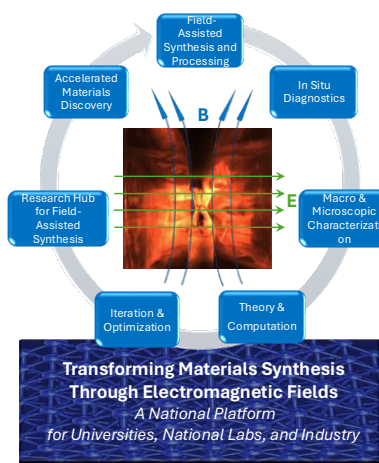 Field-
Assisted
Synthesis and
Processing
In Situ
Diagnostics
Macro &
Microscopic
Characterizati
on
Theory &
Computation
Iteration &
Optimization
Research Hub
for Field-
Assisted
Synthesis
Accelerated
Materials
Discovery
B
E
Transforming Materials Synthesis
Through Electromagnetic Fields
A National Platform
for Universities, National Labs, and Industry